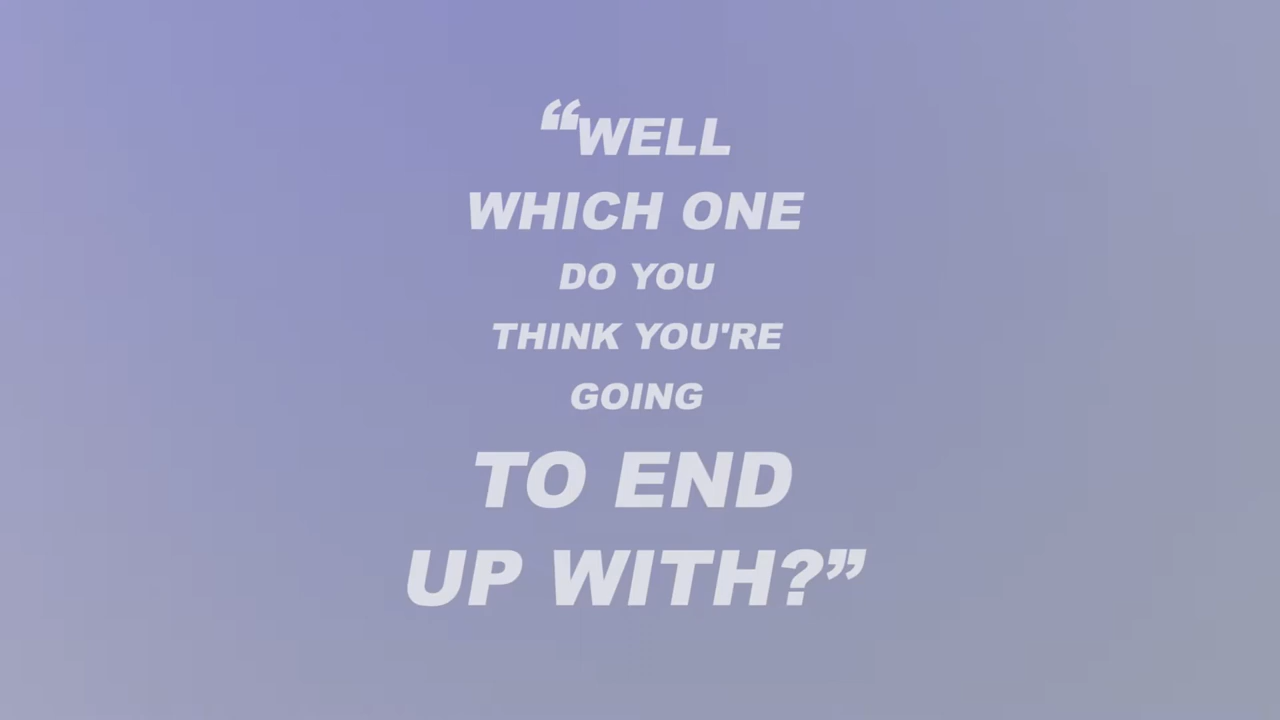 “WELL
WHICH ONE
DO YOU
THINK YOU'RE
GOING
TO END
UP WITH?”